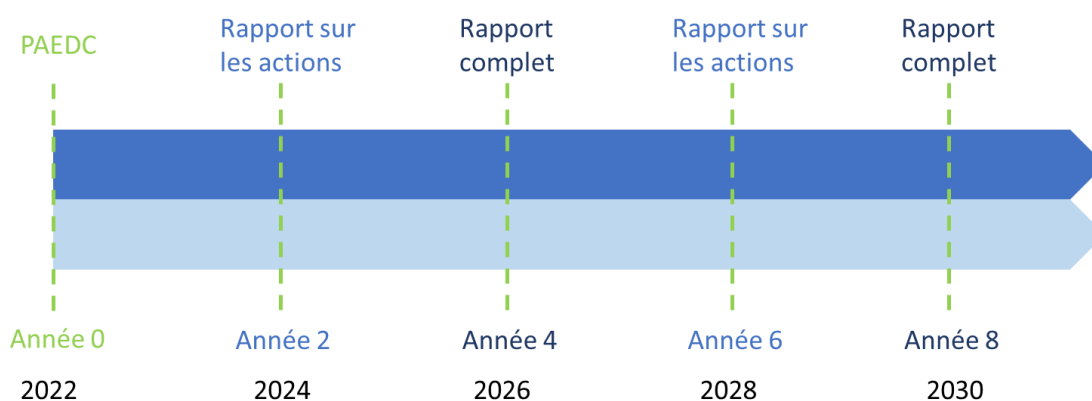 PAEDC
Rapport sur
les actions
Rapport
complet
Rapport sur
les actions
Rapport
complet
Année 0
Année 2
Année 4
Année 6
Année 8
2022
2024
2026
2028
2030